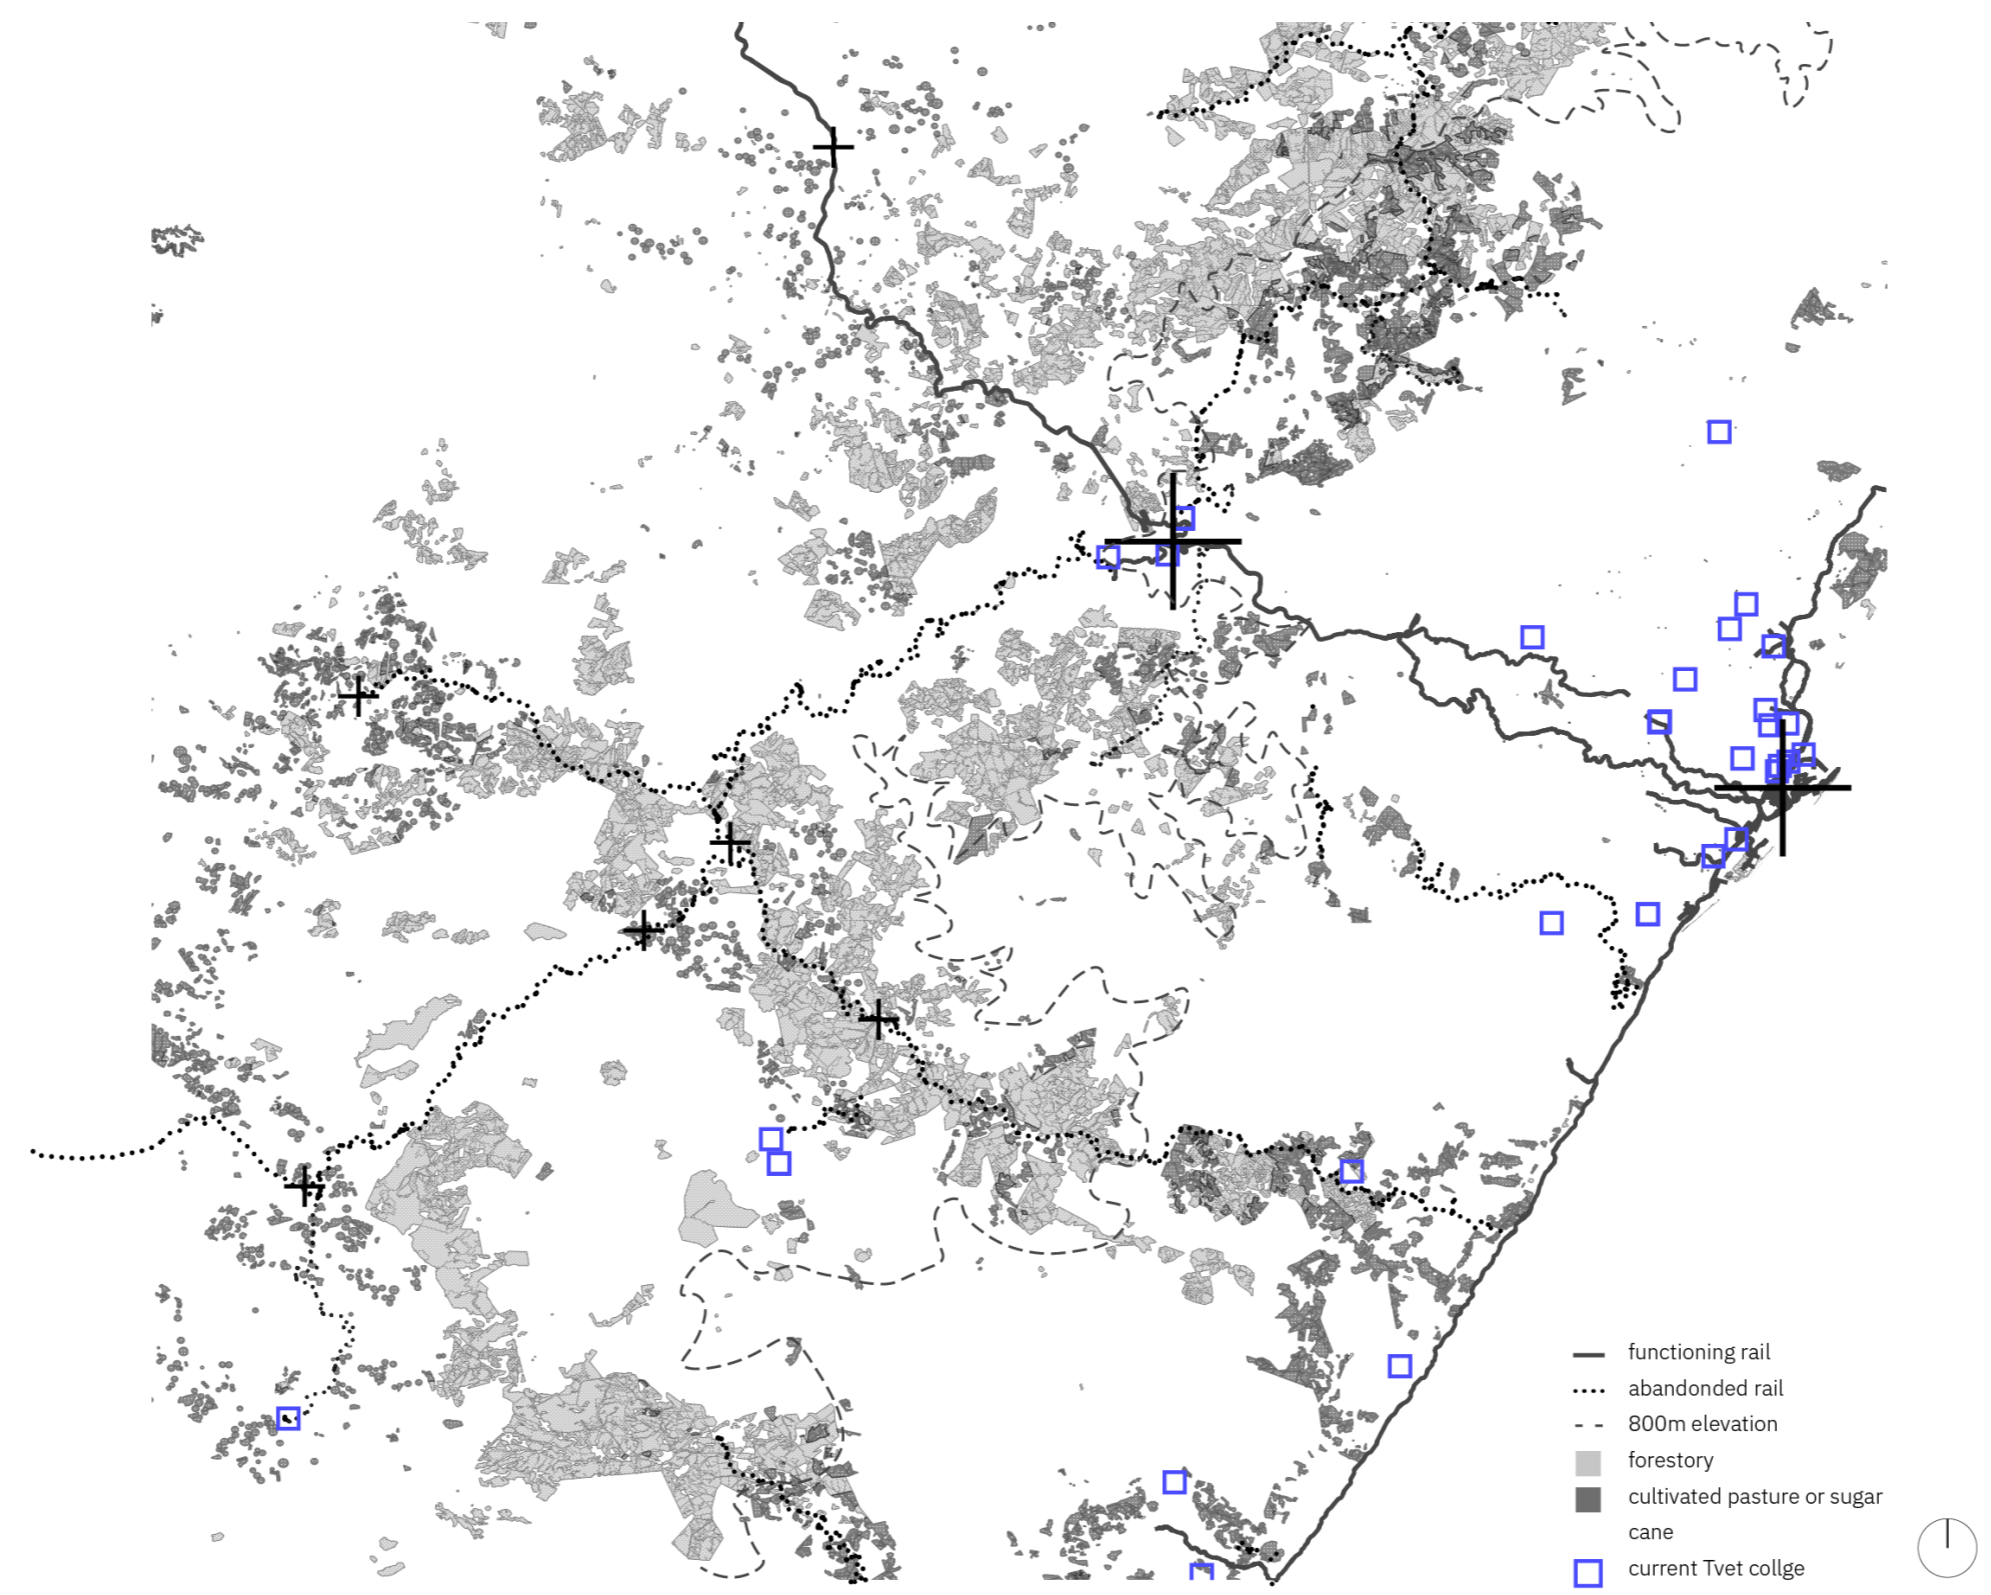 functioning rail
abandonded rail
800m elevation
forestory
cultivated pasture or sugar
cane
current Tvet collge